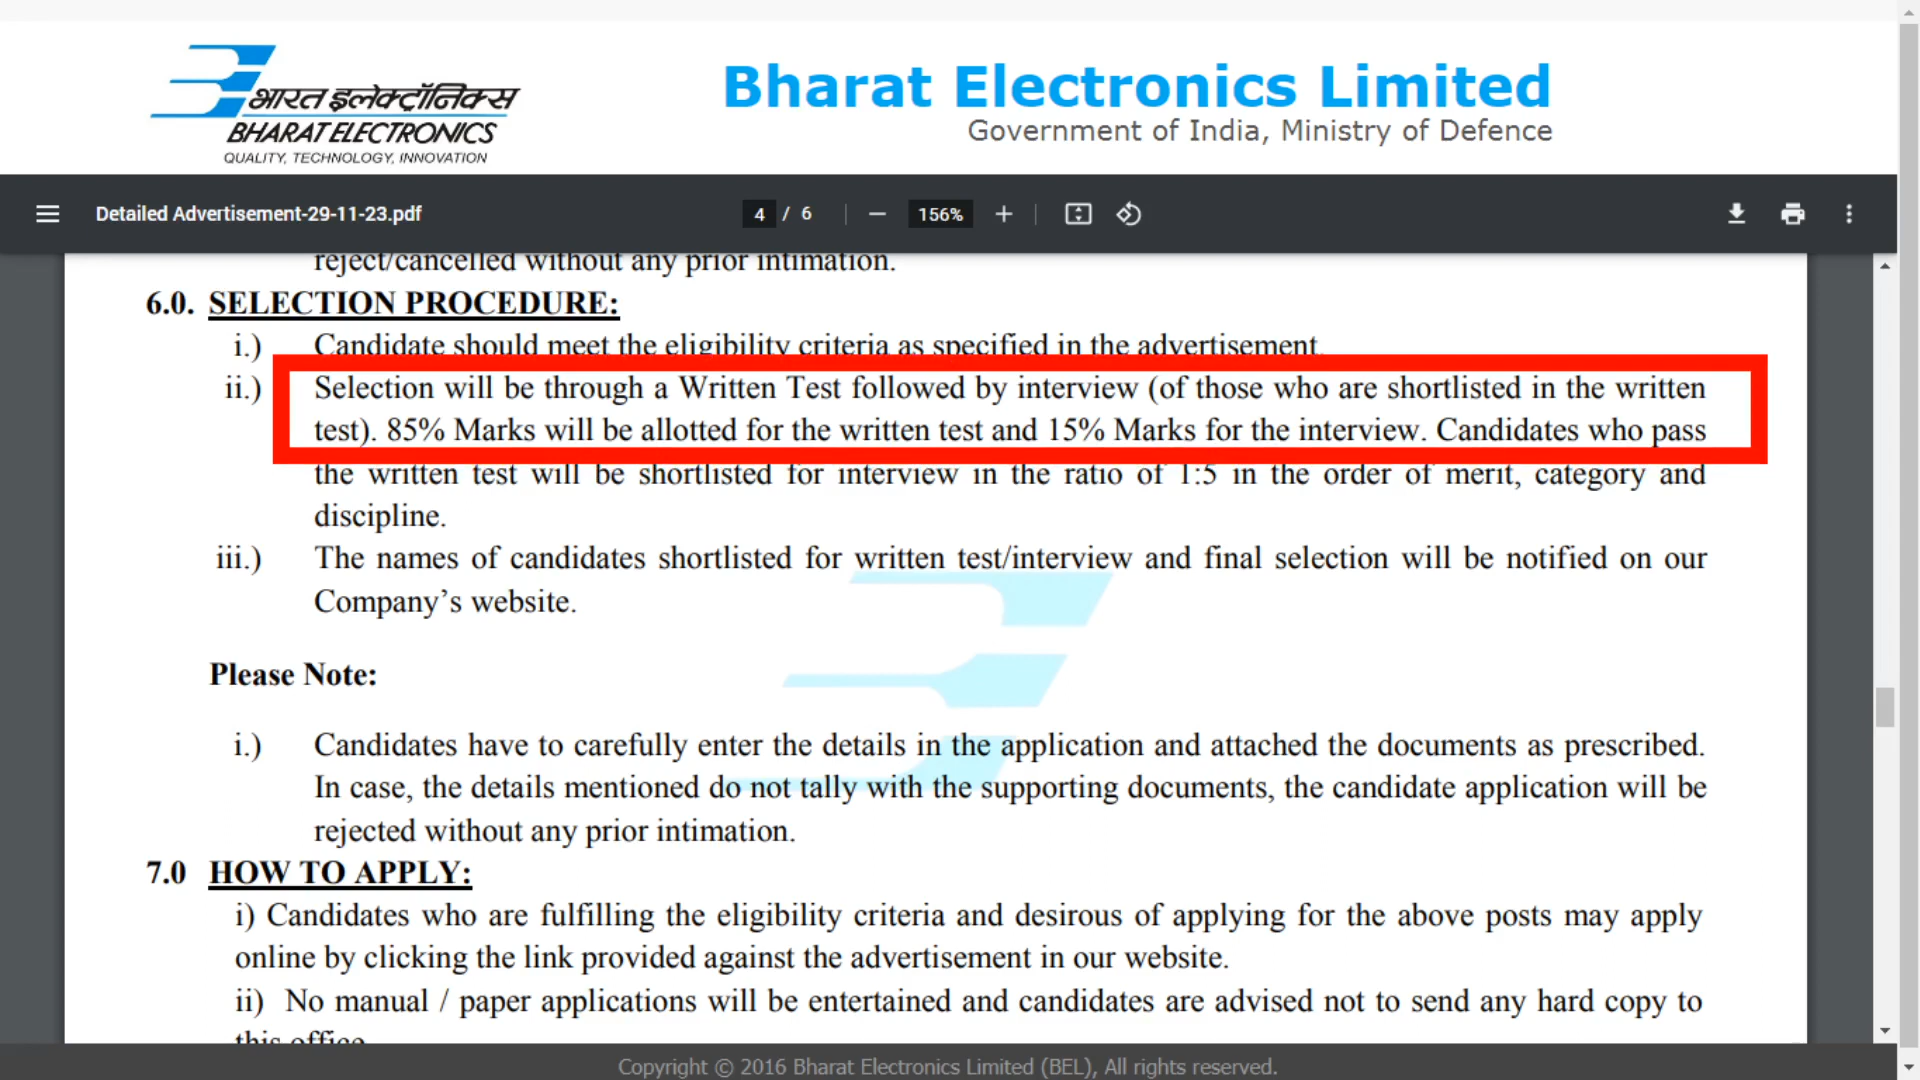 भारत इलेक्ट्रॉनिक्स
BHARAT ELECTRONICS
QUALITY, TECHNOLOGY, INNOVATION
Bharat Electronics Limited
Government of India, Ministry of Defence
Detailed Advertisement-29-11-23.pdf
4 / 6
156%
reject/cancelled without any prior intimation.
6.0. SELECTION PROCEDURE:
i.) Candidate should meet the eligibility criteria as specified in the advertisement.
ii.) Selection will be through a Written Test followed by interview (of those who are shortlisted in the written
test). 85% Marks will be allotted for the written test and 15% Marks for the interview. Candidates who pass
the written test will be shortlisted for interview in the ratio of 1:5 in the order of merit, category and
discipline.
iii.) The names of candidates shortlisted for written test/interview and final selection will be notified on our
Company’s website.
Please Note:
i.) Candidates have to carefully enter the details in the application and attached the documents as prescribed.
In case, the details mentioned do not tally with the supporting documents, the candidate application will be
rejected without any prior intimation.
7.0 HOW TO APPLY:
i) Candidates who are fulfilling the eligibility criteria and desirous of applying for the above posts may apply
online by clicking the link provided against the advertisement in our website.
ii) No manual / paper applications will be entertained and candidates are advised not to send any hard copy to
this office.
Copyright © 2016 Bharat Electronics Limited (BEL), All rights reserved.